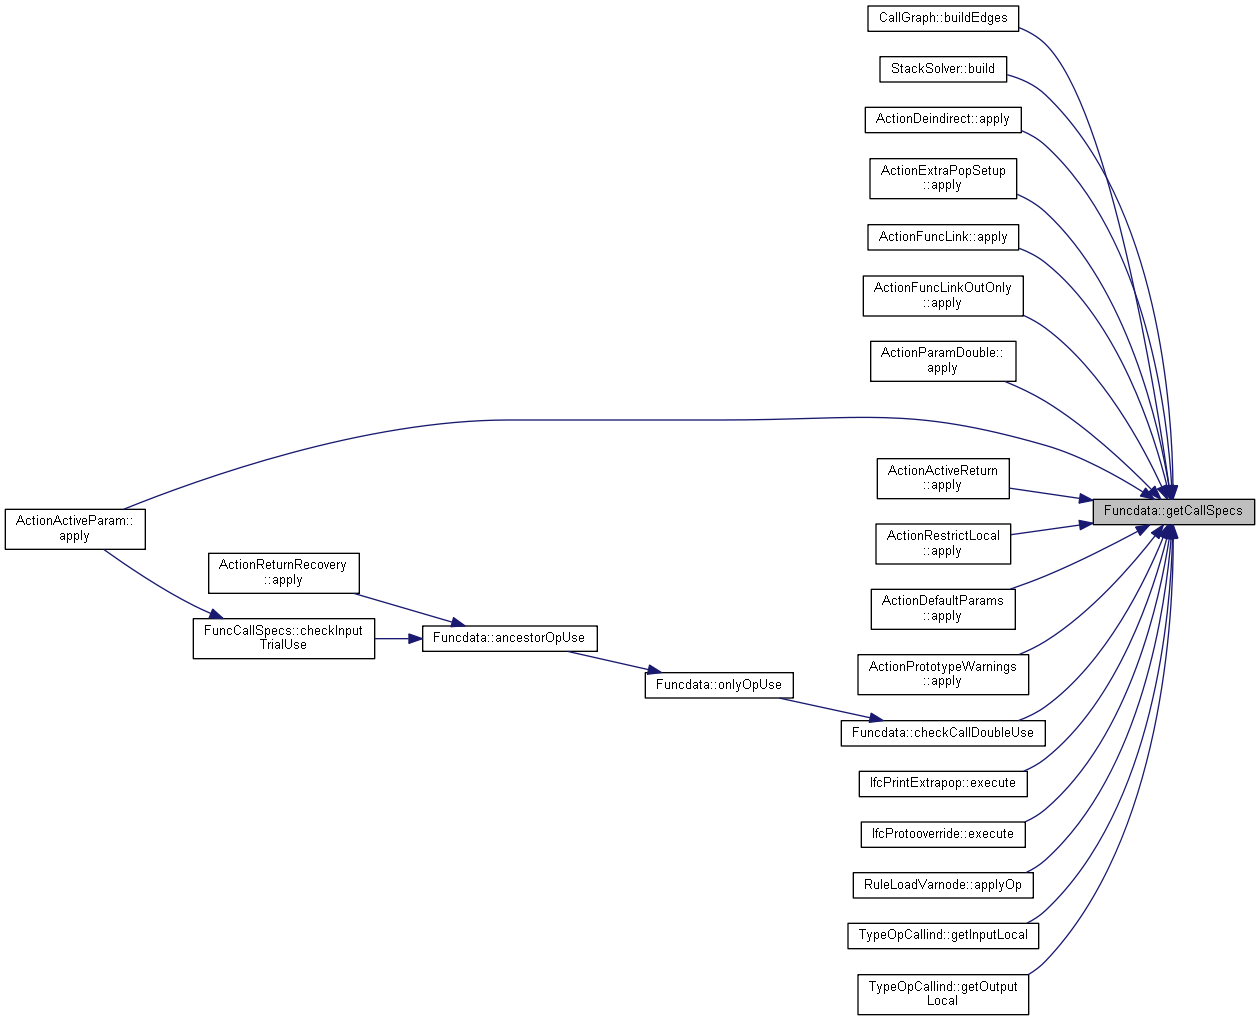 CallGraph::buildEdges
StackSolver::build
ActionDeindirect::apply
ActionExtraPopSetup
::apply
ActionFuncLink::apply
ActionFuncLinkOutOnly
::apply
ActionParamDouble::
apply
ActionActiveReturn
::apply
Funcdata::getCallSpecs
ActionActiveParam::
apply
ActionRestrictLocal
::apply
ActionReturnRecovery
::apply
ActionDefaultParams
::apply
FuncCallSpecs::checkInput
TrialUse
Funcdata::ancestorOpUse
ActionPrototypeWarnings
::apply
Funcdata::onlyOpUse
Funcdata::checkCallDoubleUse
IfcPrintExtrapop::execute
IfcProtooverride::execute
RuleLoadVarnode::applyOp
TypeOpCallind::getInputLocal
TypeOpCallind::getOutput
Local